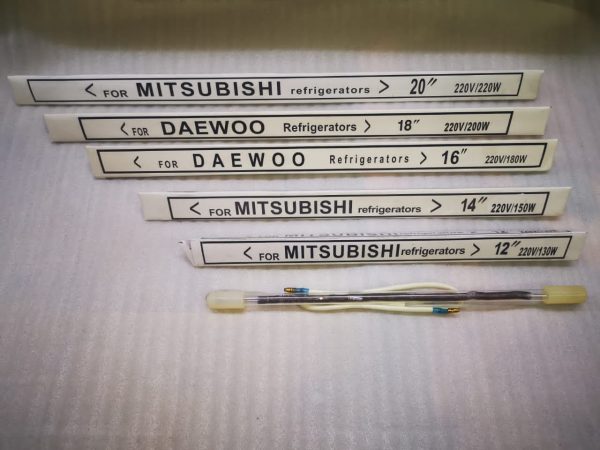 < FOR MITSUBISHI refrigerators > 20″ 220V/220W
< FOR DAEWOO Refrigerators > 18″ 220V/200W
< FOR DAEWOO Refrigerators > 16″ 220V/180W
< FOR MITSUBISHI refrigerators > 14″ 220V/150W
< FOR MITSUBISHI refrigerators > 12″ 220V/130W